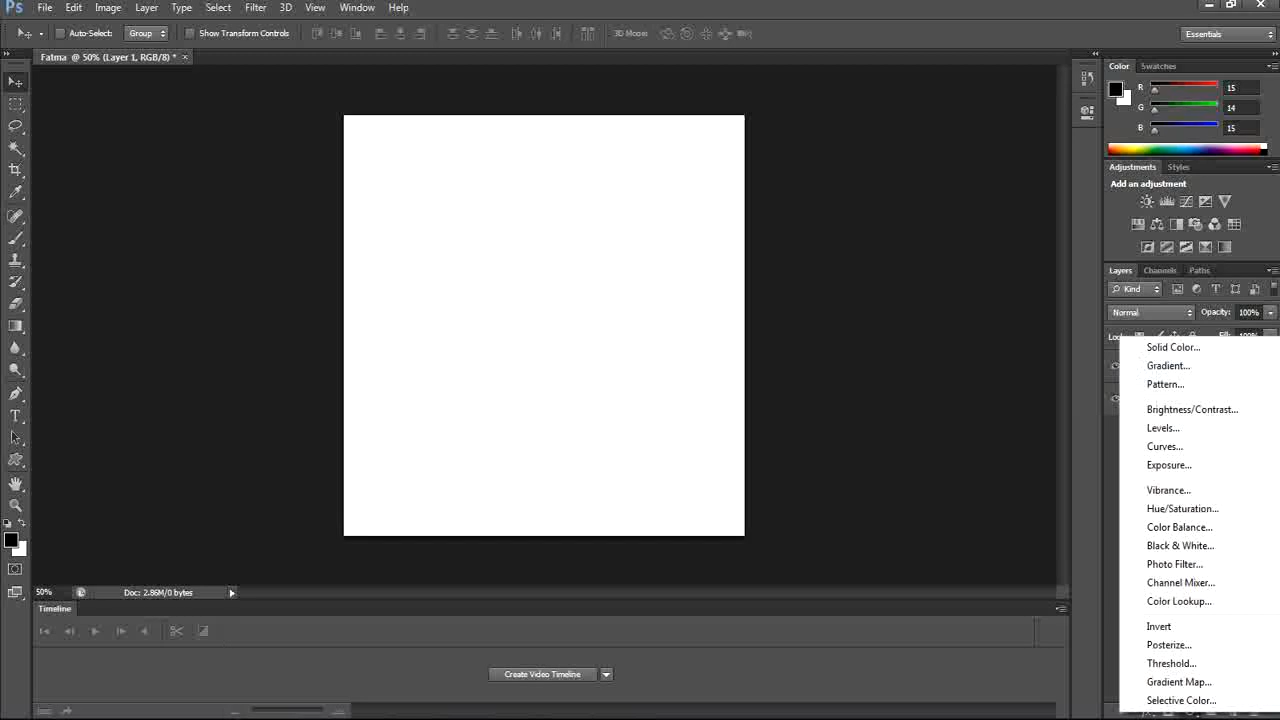 Ps File Edit Image Layer Type Select Filter 3D View Window Help
Auto-Select: Group Show Transform Controls 3D Mode: Essentials
Fatma @ 50% (Layer 1, RGB/8) * ×
Color Swatches
R 15
G 14
B 15
Adjustments Styles
Add an adjustment
Layers Channels Paths
Kind
Normal Opacity: 100%
Solid Color...
Gradient...
Pattern...
Brightness/Contrast...
Levels...
Curves...
Exposure...
Vibrance...
Hue/Saturation...
Color Balance...
Black & White...
Photo Filter...
Channel Mixer...
Color Lookup...
Invert
Posterize...
Threshold...
Gradient Map...
Selective Color...
50% Doc: 2.86M/0 bytes
Timeline
Create Video Timeline